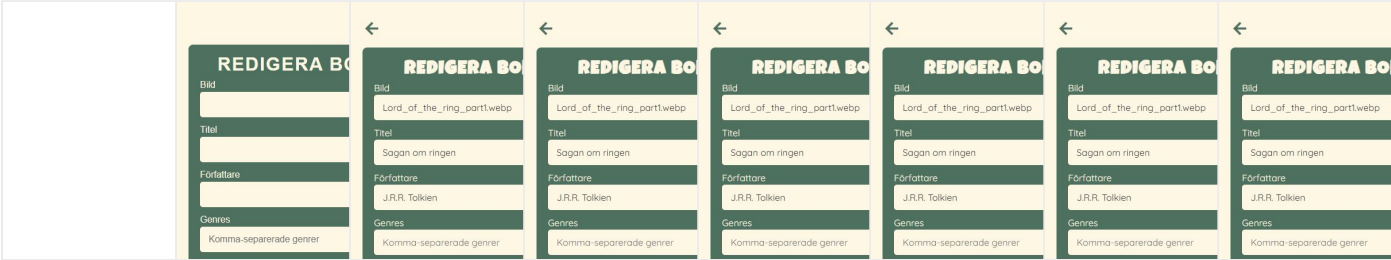 REDIGERA BO
Bild
Titel
Författare
Genres
Komma-separerade genrer
REDIGERA BO
Bild
Lord_of_the_ring_part1.webp
Titel
Sagan om ringen
Författare
J.R.R. Tolkien
Genres
Komma-separerade genrer
REDIGERA BO
Bild
Lord_of_the_ring_part1.webp
Titel
Sagan om ringen
Författare
J.R.R. Tolkien
Genres
Komma-separerade genrer
REDIGERA BO
Bild
Lord_of_the_ring_part1.webp
Titel
Sagan om ringen
Författare
J.R.R. Tolkien
Genres
Komma-separerade genrer
REDIGERA BO
Bild
Lord_of_the_ring_part1.webp
Titel
Sagan om ringen
Författare
J.R.R. Tolkien
Genres
Komma-separerade genrer
REDIGERA BO
Bild
Lord_of_the_ring_part1.webp
Titel
Sagan om ringen
Författare
J.R.R. Tolkien
Genres
Komma-separerade genrer
REDIGERA BO
Bild
Lord_of_the_ring_part1.webp
Titel
Sagan om ringen
Författare
J.R.R. Tolkien
Genres
Komma-separerade genrer